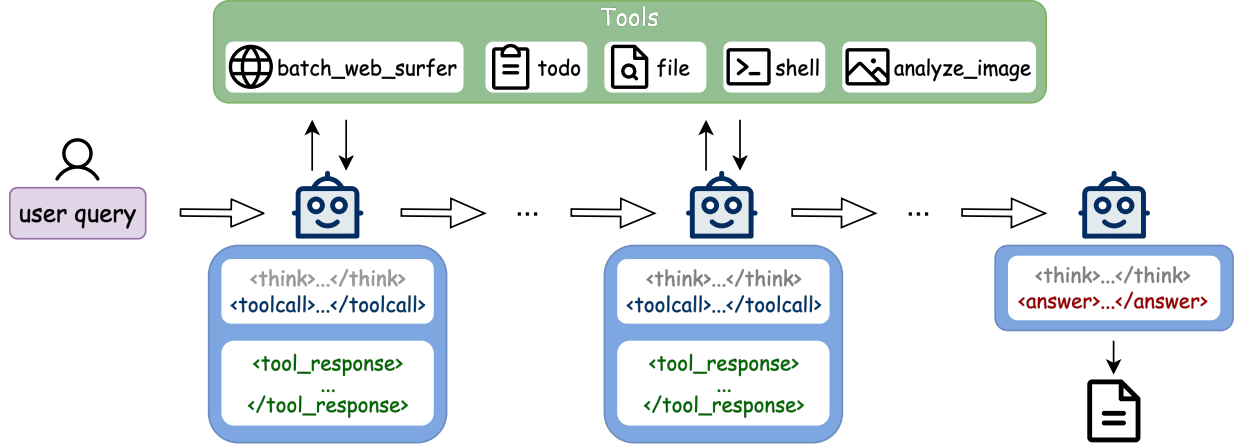 Tools
batch_web_surfer
todo
file
shell
analyze_image
user query
...
...
<think>...</think>
<toolcall>...</toolcall>
<tool_response>
...
</tool_response>
<think>...</think>
<toolcall>...</toolcall>
<tool_response>
...
</tool_response>
<think>...</think>
<answer>...</answer>